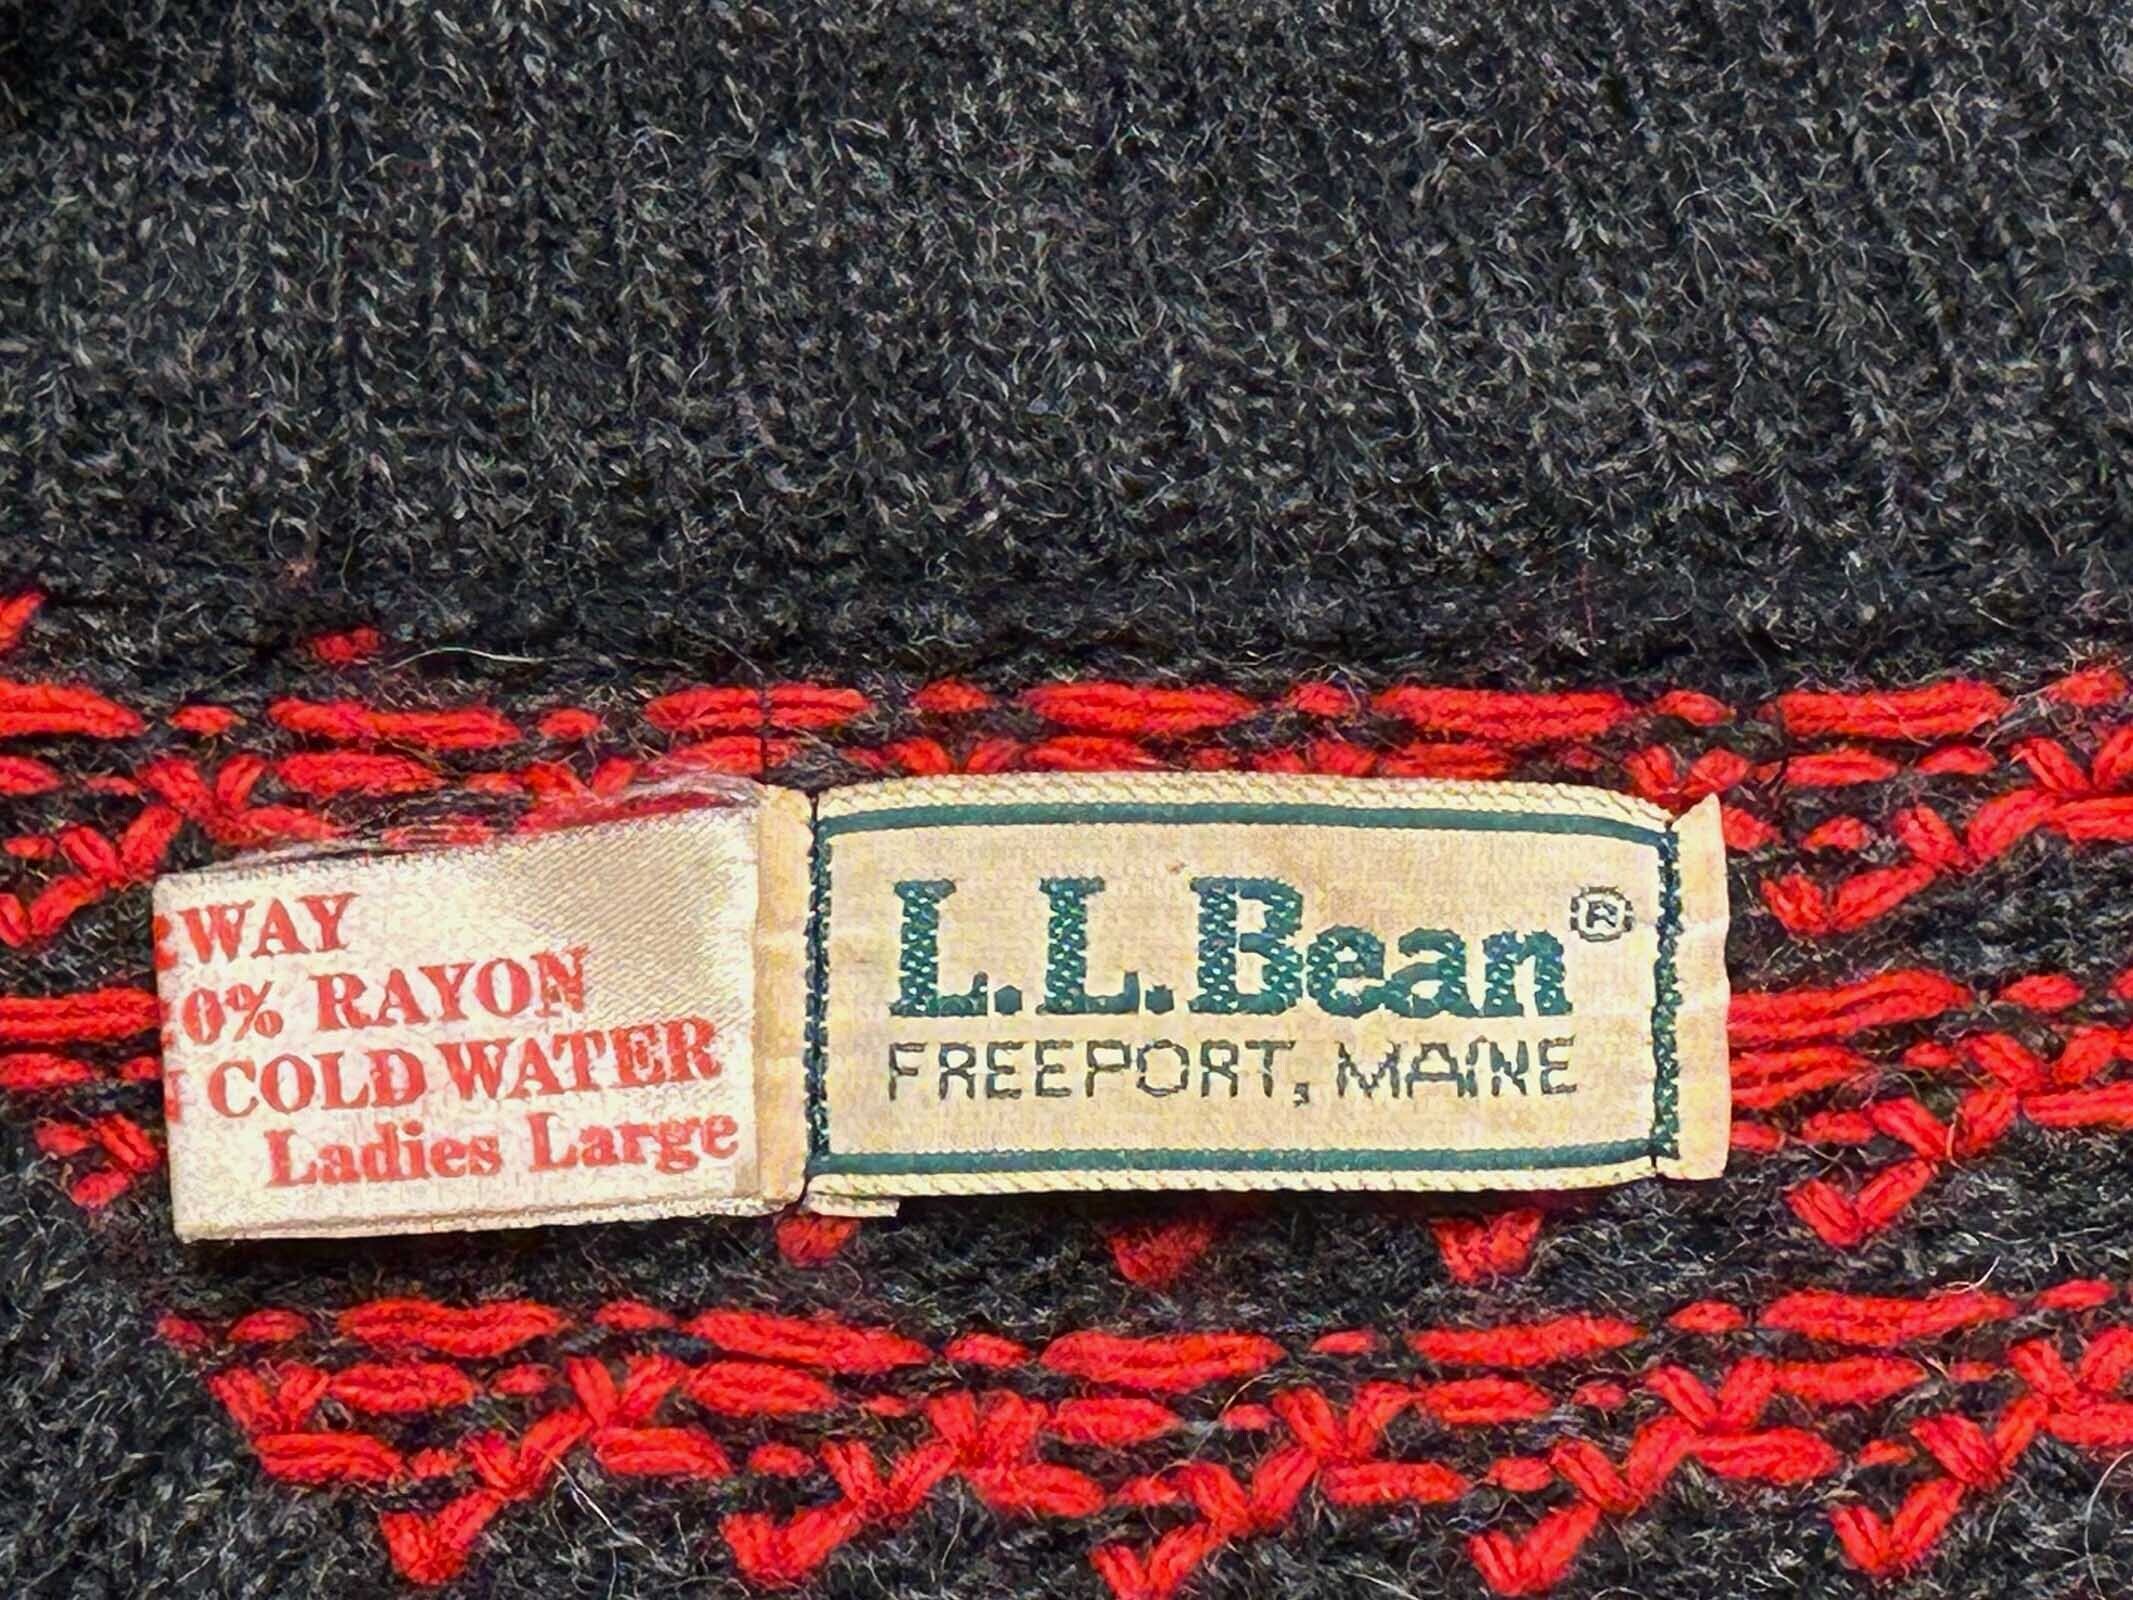 WAY
0% RAYON
COLD WATER
Ladies Large
L.L.Bean®
FREEPORT, MAINE